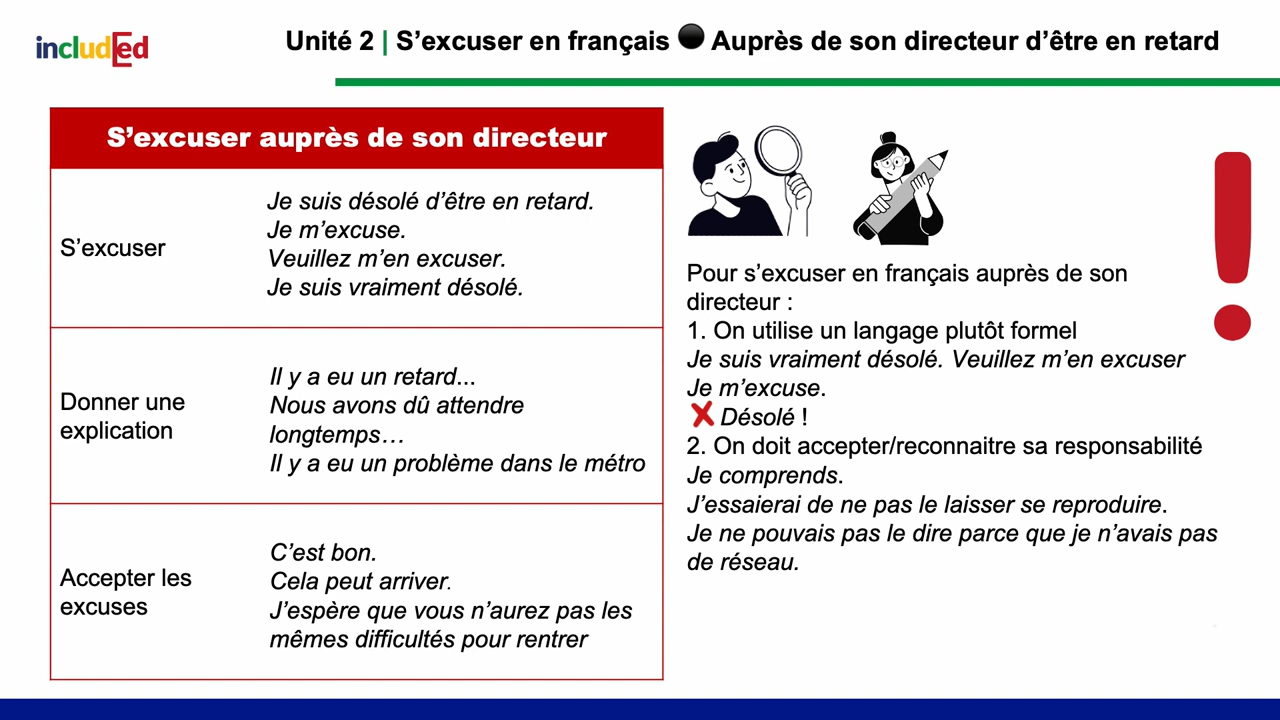 includEd
Unité 2 | S’excuser en français ⚫ Auprès de son directeur d’être en retard
S’excuser auprès de son directeur
S’excuser
Je suis désolé d’être en retard.
Je m’excuse.
Veuillez m’en excuser.
Je suis vraiment désolé.
Donner une
explication
Il y a eu un retard...
Nous avons dû attendre
longtemps…
Il y a eu un problème dans le métro
Accepter les
excuses
C’est bon.
Cela peut arriver.
J’espère que vous n’aurez pas les
mêmes difficultés pour rentrer
Pour s’excuser en français auprès de son
directeur :
1. On utilise un langage plutôt formel
Je suis vraiment désolé. Veuillez m’en excuser
Je m’excuse.
❌ Désolé !
2. On doit accepter/reconnaitre sa responsabilité
Je comprends.
J’essaierai de ne pas le laisser se reproduire.
Je ne pouvais pas le dire parce que je n’avais pas
de réseau.